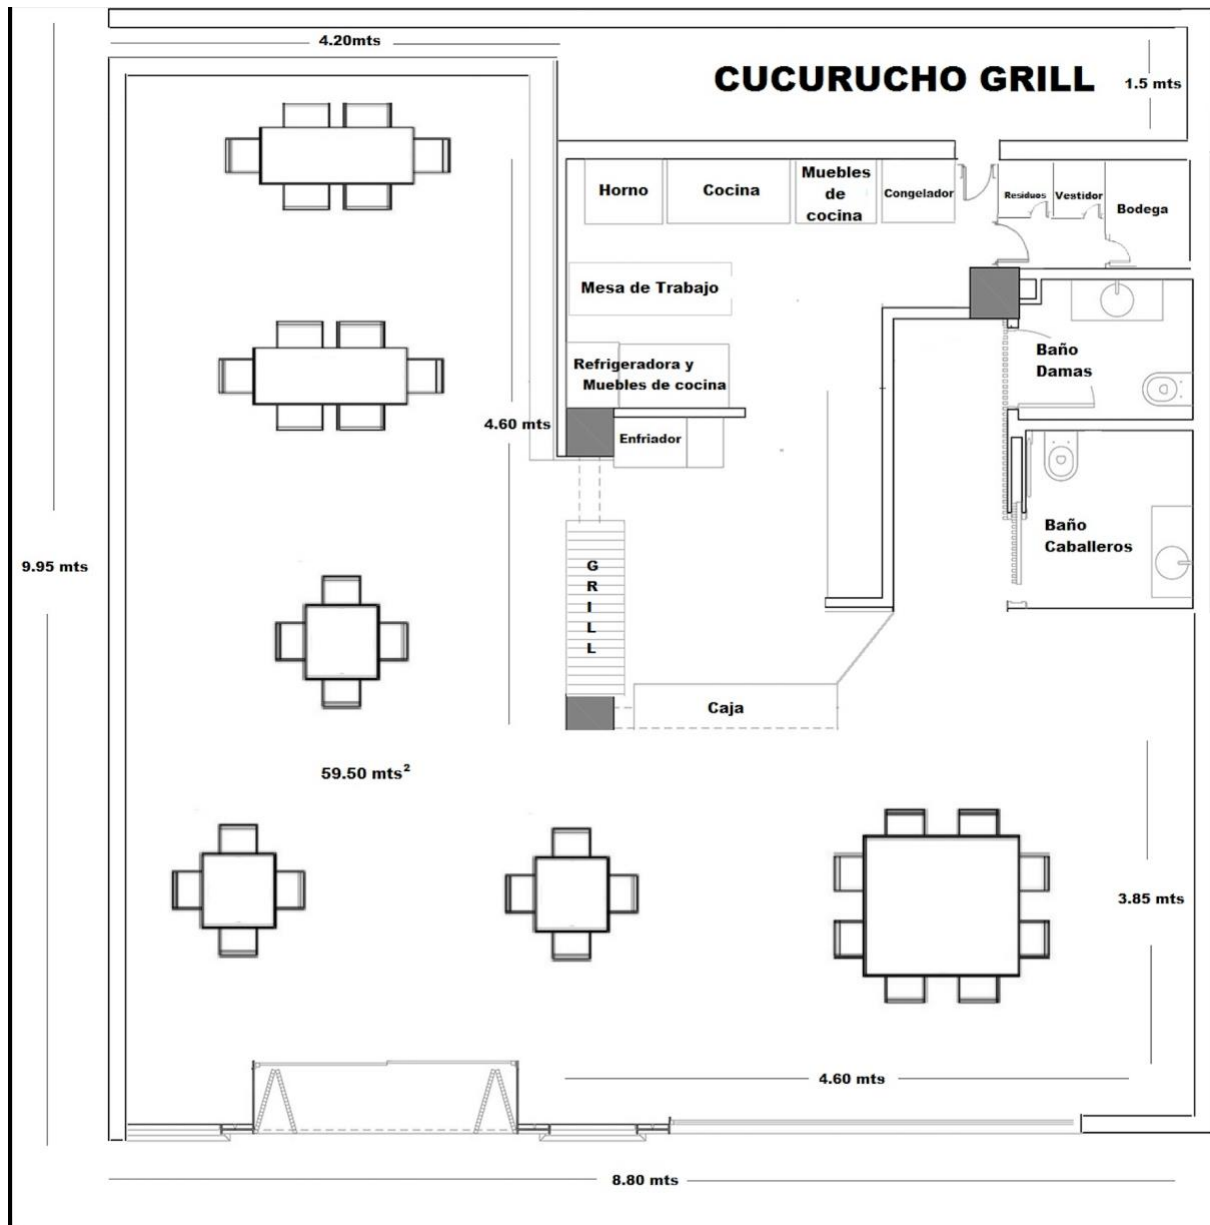 4.20mts
CUCURUCHO GRILL
1.5 mts
Horno
Cocina
Muebles
de
cocina
Congelador
Residuos
Vestidor
Bodega
Mesa de Trabajo
Refrigeradora y
Muebles de cocina
Baño
Damas
4.60 mts
Enfriador
Baño
Caballeros
9.95 mts
G
R
I
L
L
Caja
59.50 mts²
3.85 mts
4.60 mts
8.80 mts